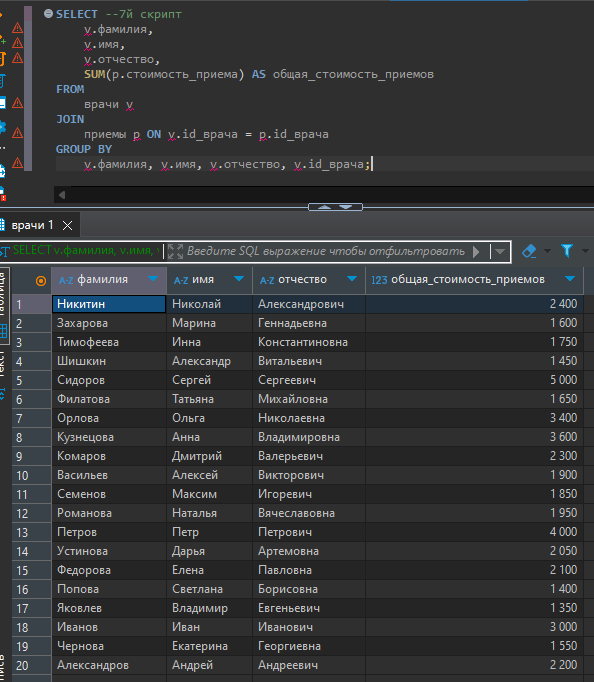 SELECT --7й скрипт
v.фамилия,
v.имя,
v.отчество,
SUM(p.стоимость_приема) AS общая_стоимость_приемов
FROM
врачи v
JOIN
приемы p ON v.id_врача = p.id_врача
GROUP BY
v.фамилия, v.имя, v.отчество, v.id_врача;
врачи 1
SELECT v.фамилия, v.имя, Введите SQL выражение чтобы отфильтровать
A-Z фамилия A-Z имя A-Z отчество 123 общая_стоимость_приемов
1 Никитин Николай Александрович 2 400
2 Захарова Марина Геннадьевна 1 600
3 Тимофеева Инна Константиновна 1 750
4 Шишкин Александр Витальевич 1 450
5 Сидоров Сергей Сергеевич 5 000
6 Филатова Татьяна Михайловна 1 650
7 Орлова Ольга Николаевна 3 400
8 Кузнецова Анна Владимировна 3 600
9 Комаров Дмитрий Валерьевич 2 300
10 Васильев Алексей Викторович 1 900
11 Семенов Максим Игоревич 1 850
12 Романова Наталья Вячеславовна 1 950
13 Петров Петр Петрович 4 000
14 Устинова Дарья Артемовна 2 050
15 Федорова Елена Павловна 2 100
16 Попова Светлана Борисовна 1 400
17 Яковлев Владимир Евгеньевич 1 350
18 Иванов Иван Иванович 3 000
19 Чернова Екатерина Георгиевна 1 550
20 Александров Андрей Андреевич 2 200